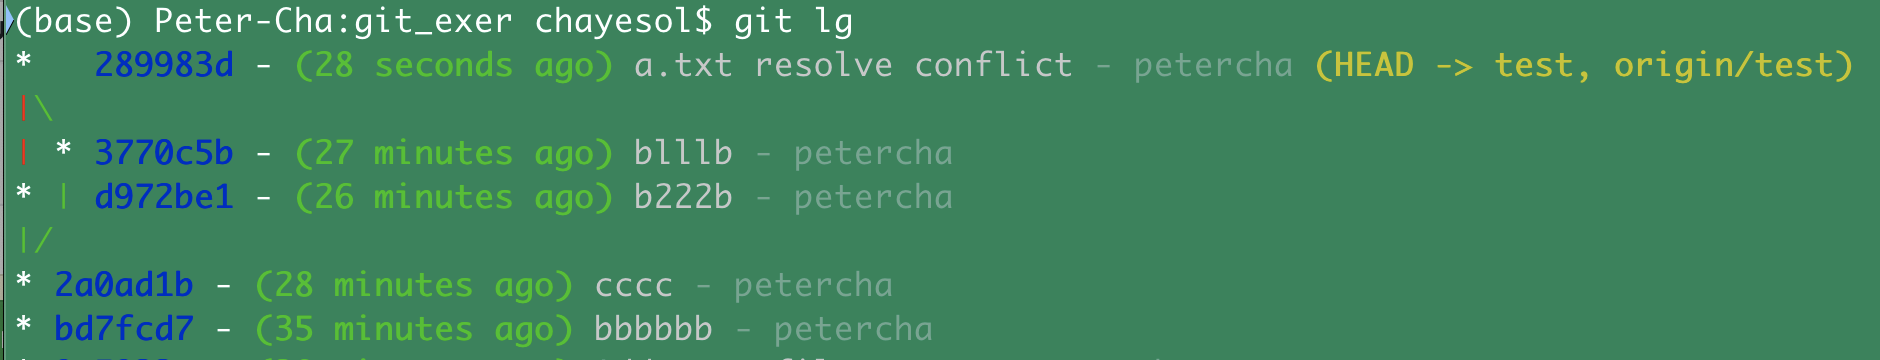 (base) Peter-Cha:git_exer chayesol$ git lg
*   289983d - (28 seconds ago) a.txt resolve conflict - petercha (HEAD -> test, origin/test)
|\
| * 3770c5b - (27 minutes ago) blllb - petercha
* | d972be1 - (26 minutes ago) b222b - petercha
|/
* 2a0ad1b - (28 minutes ago) cccc - petercha
* bd7fcd7 - (35 minutes ago) bbbbbb - petercha